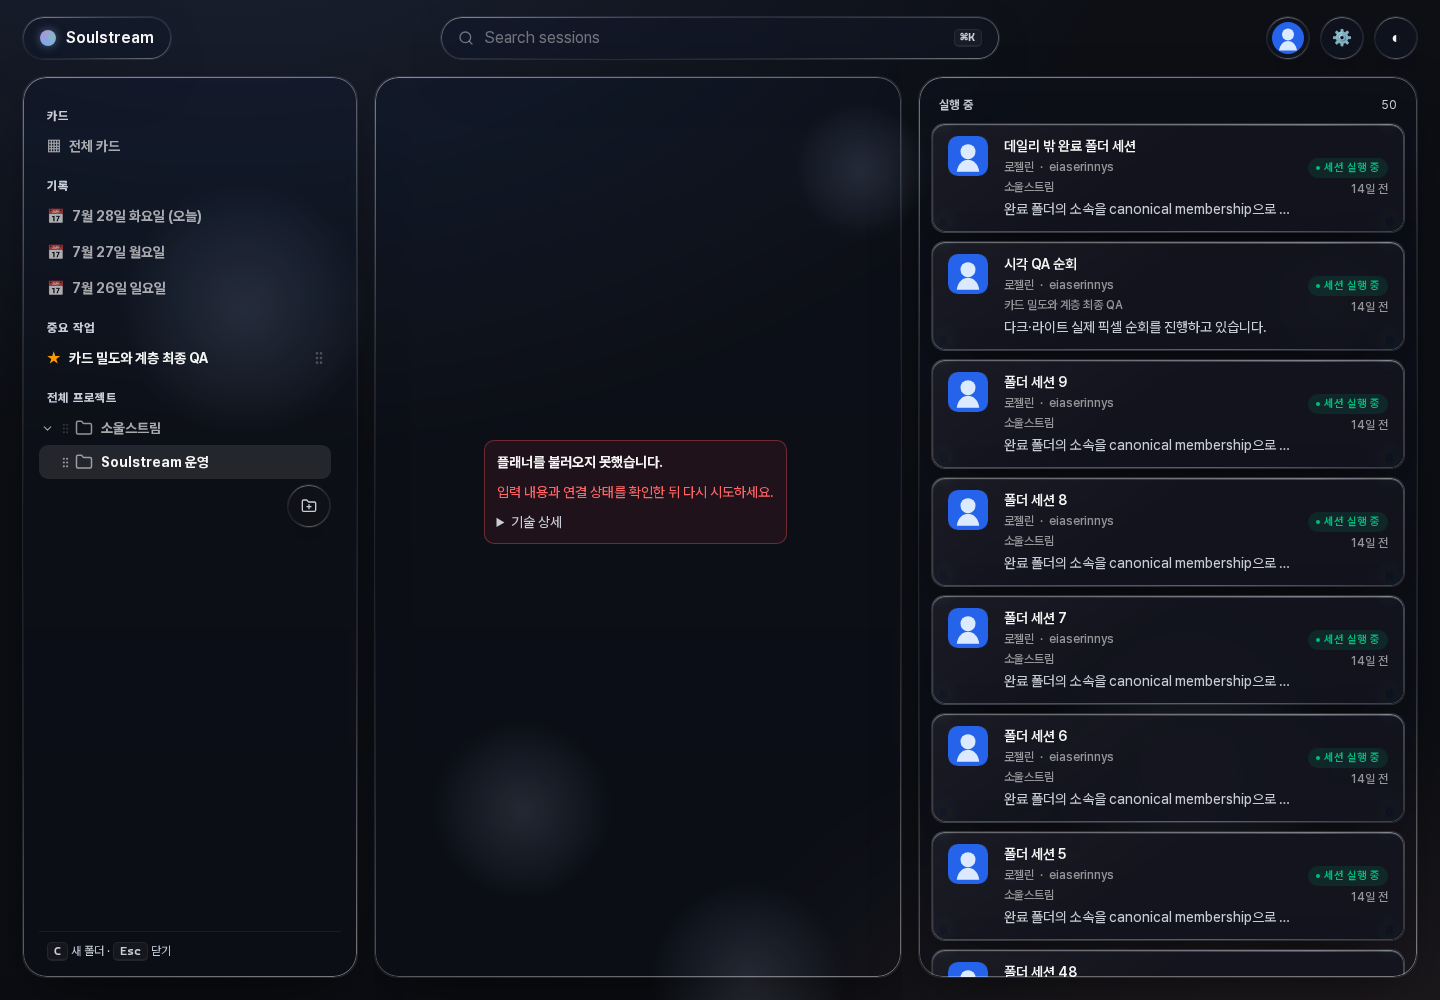 Soulstream
Search sessions
⌘K
카드
전체 카드
기록
7월 28일 화요일 (오늘)
7월 27일 월요일
7월 26일 일요일
중요 작업
카드 밀도와 계층 최종 QA
전체 프로젝트
소울스트림
Soulstream 운영
C 새 폴더 · Esc 닫기
플래너를 불러오지 못했습니다.
입력 내용과 연결 상태를 확인한 뒤 다시 시도하세요.
기술 상세
실행 중
50
데일리 밖 완료 폴더 세션
로젤린 · eiaserinnys
세션 실행 중
소울스트림
14일 전
완료 폴더의 소속을 canonical membership으로 ...
시각 QA 순회
로젤린 · eiaserinnys
세션 실행 중
카드 밀도와 계층 최종 QA
14일 전
다크·라이트 실제 픽셀 순회를 진행하고 있습니다.
폴더 세션 9
로젤린 · eiaserinnys
세션 실행 중
소울스트림
14일 전
완료 폴더의 소속을 canonical membership으로 ...
폴더 세션 8
로젤린 · eiaserinnys
세션 실행 중
소울스트림
14일 전
완료 폴더의 소속을 canonical membership으로 ...
폴더 세션 7
로젤린 · eiaserinnys
세션 실행 중
소울스트림
14일 전
완료 폴더의 소속을 canonical membership으로 ...
폴더 세션 6
로젤린 · eiaserinnys
세션 실행 중
소울스트림
14일 전
완료 폴더의 소속을 canonical membership으로 ...
폴더 세션 5
로젤린 · eiaserinnys
세션 실행 중
소울스트림
14일 전
완료 폴더의 소속을 canonical membership으로 ...
폴더 세션 48